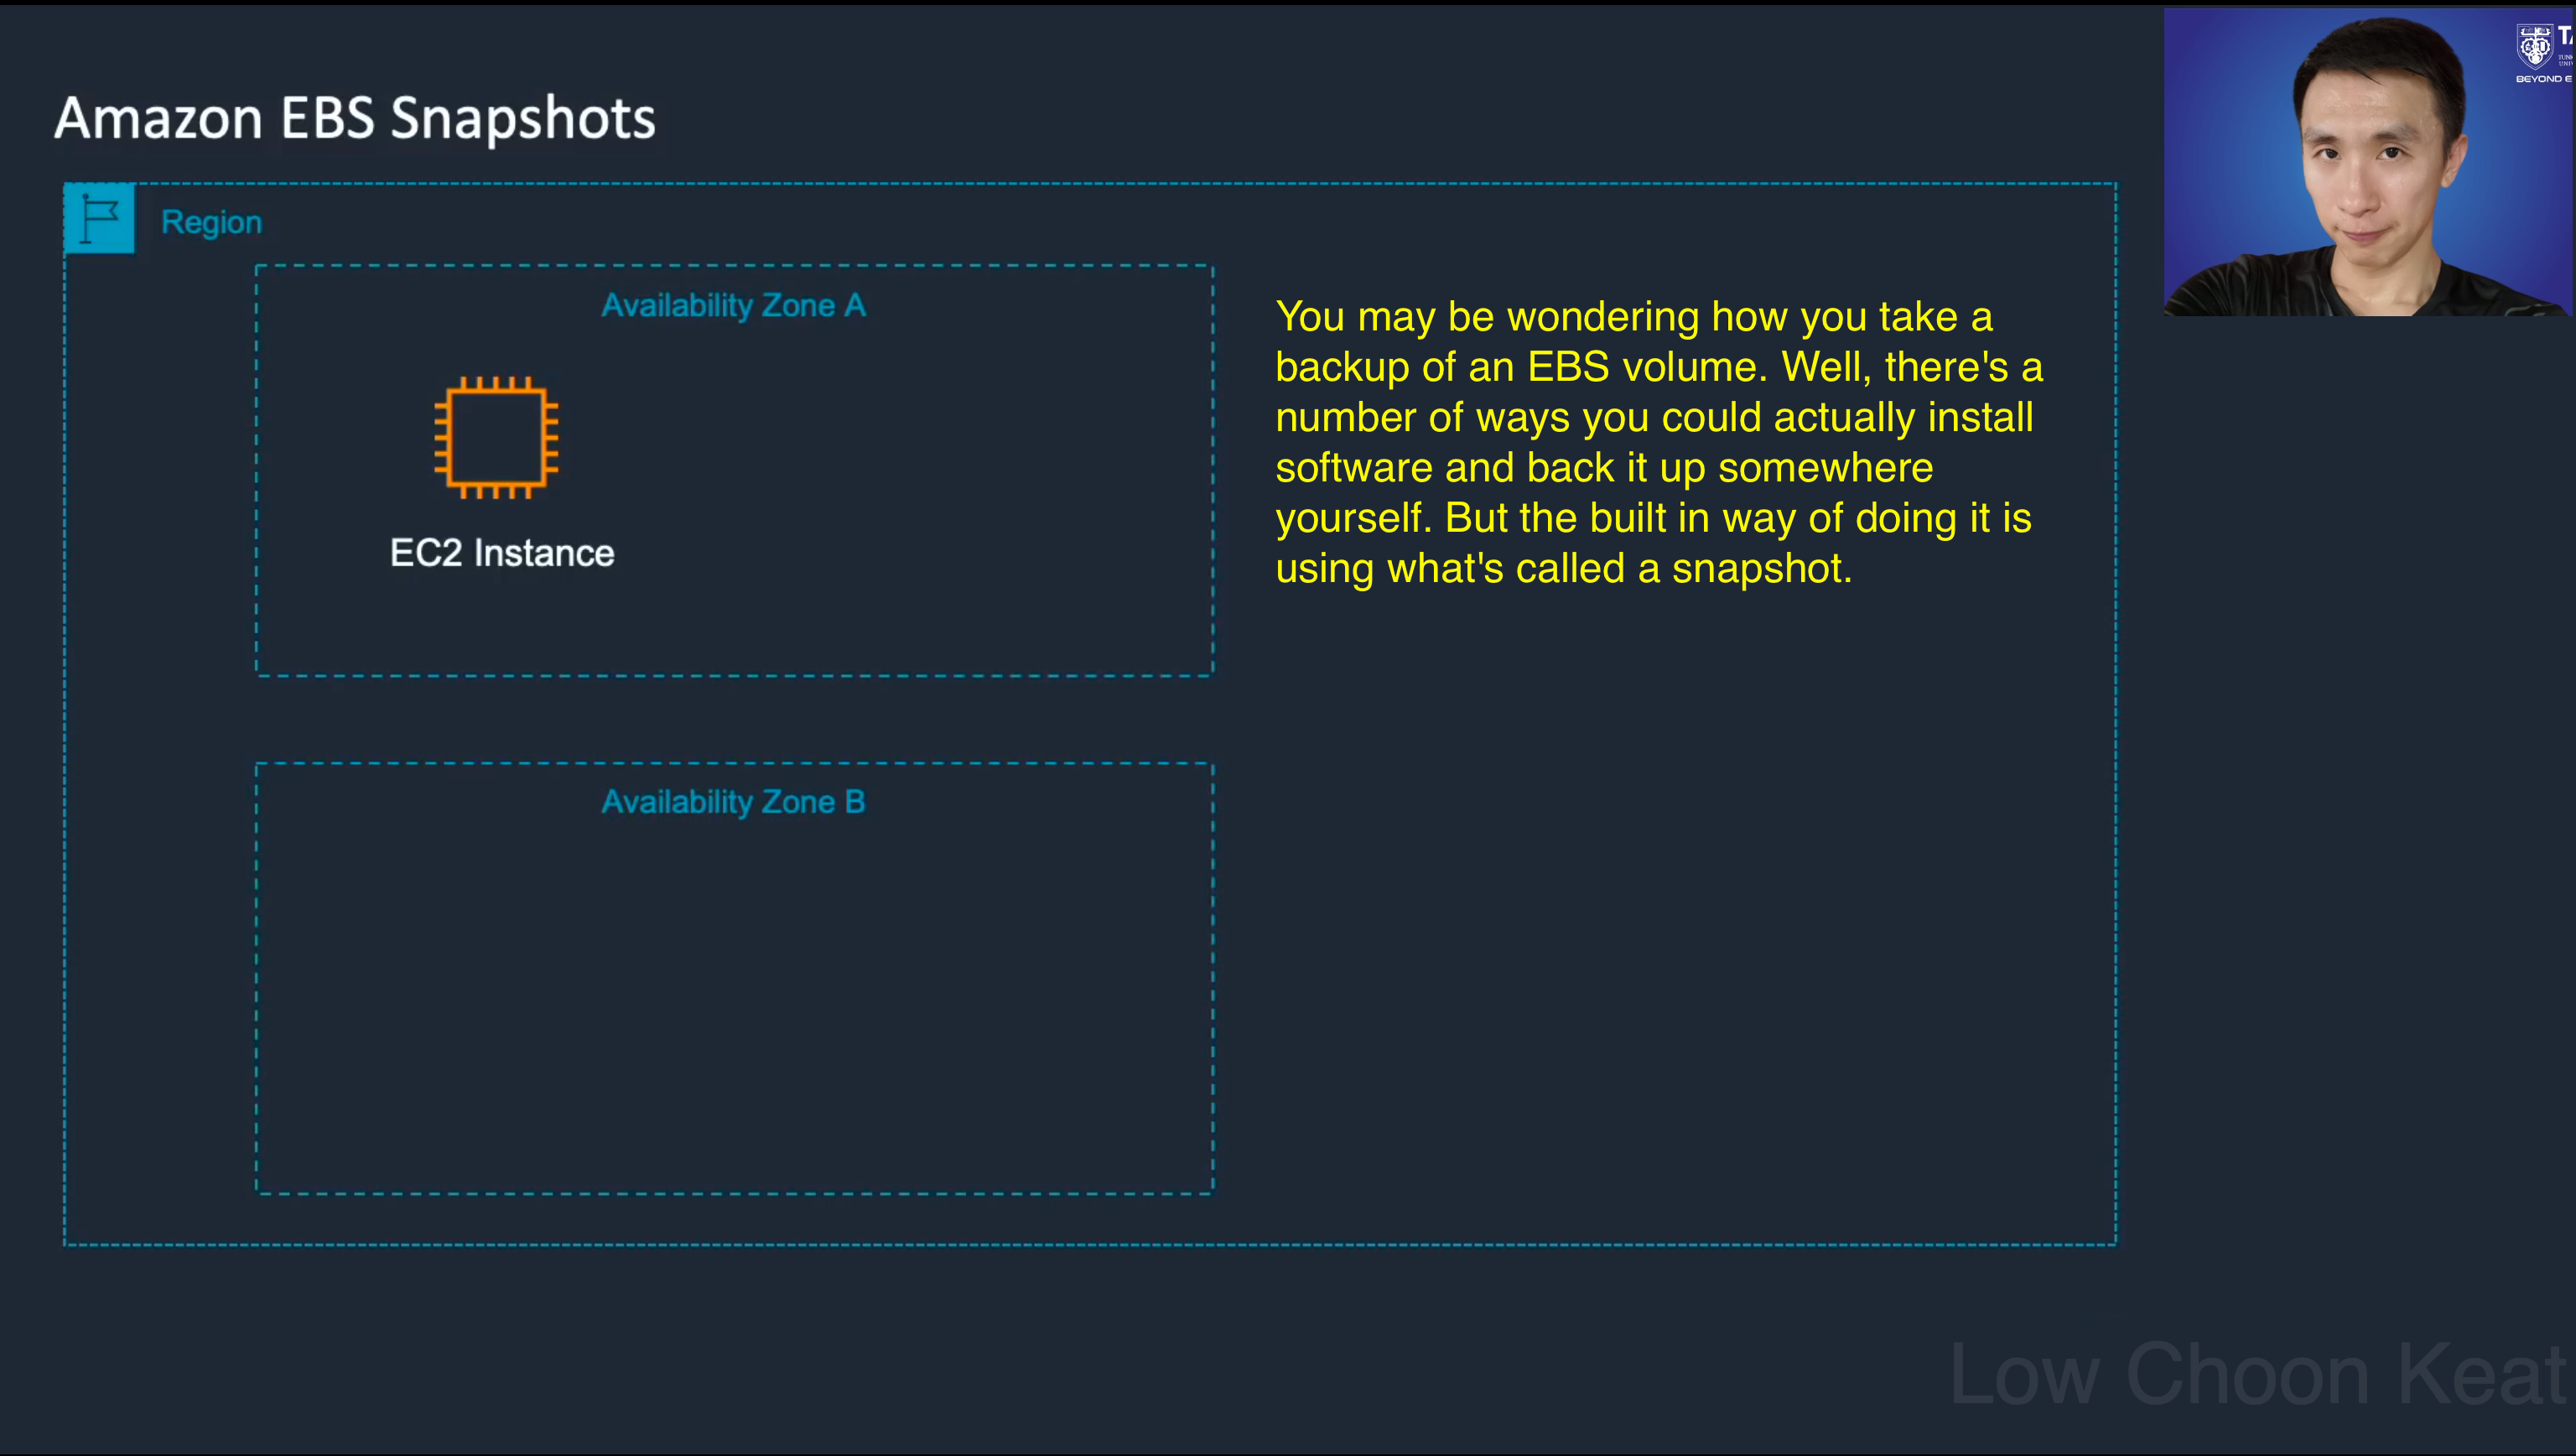 Amazon EBS Snapshots
Region
Availability Zone A
EC2 Instance
You may be wondering how you take a
backup of an EBS volume. Well, there's a
number of ways you could actually install
software and back it up somewhere
yourself. But the built in way of doing it is
using what's called a snapshot.
Availability Zone B
BEYOND E
Low Choon Keat